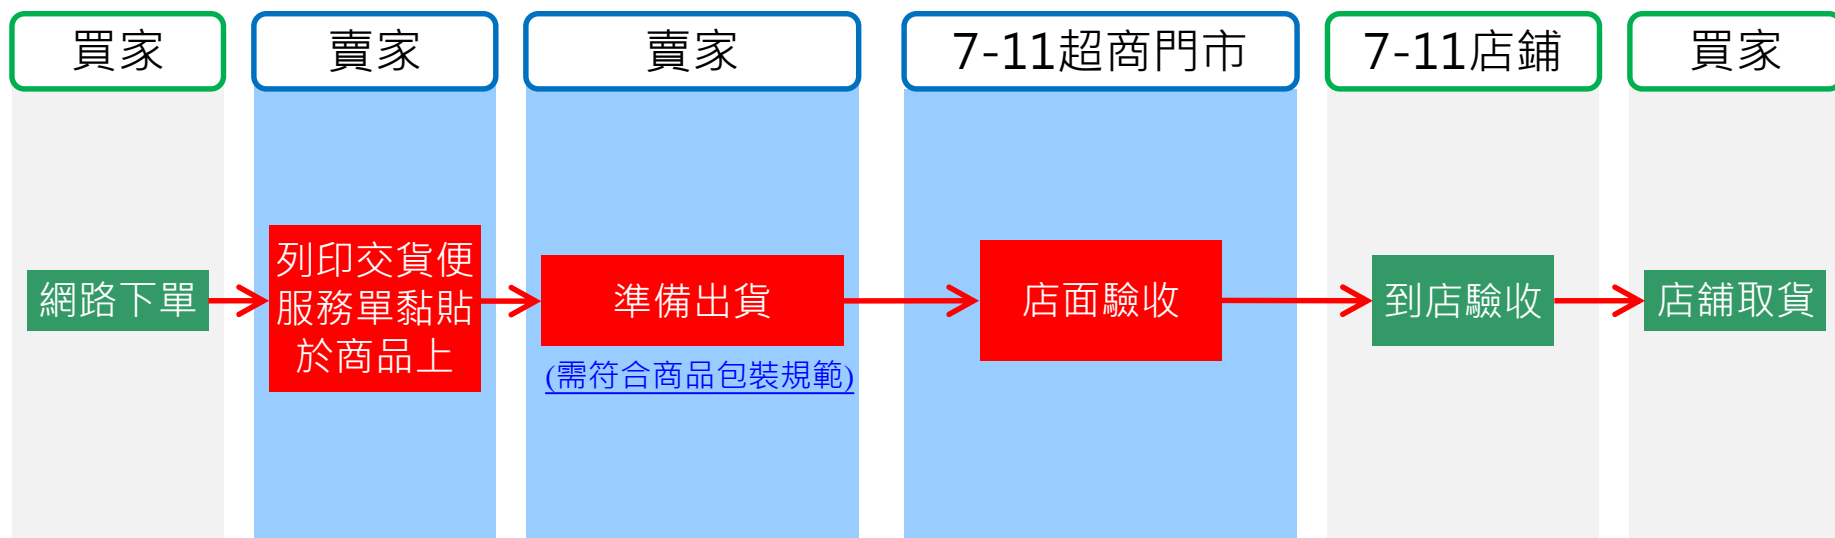 買家
賣家
賣家
7-11超商門市
7-11店鋪
買家
網路下單
列印交貨便
服務單黏貼
於商品上
準備出貨
(需符合商品包裝規範)
店面驗收
到店驗收
店舖取貨